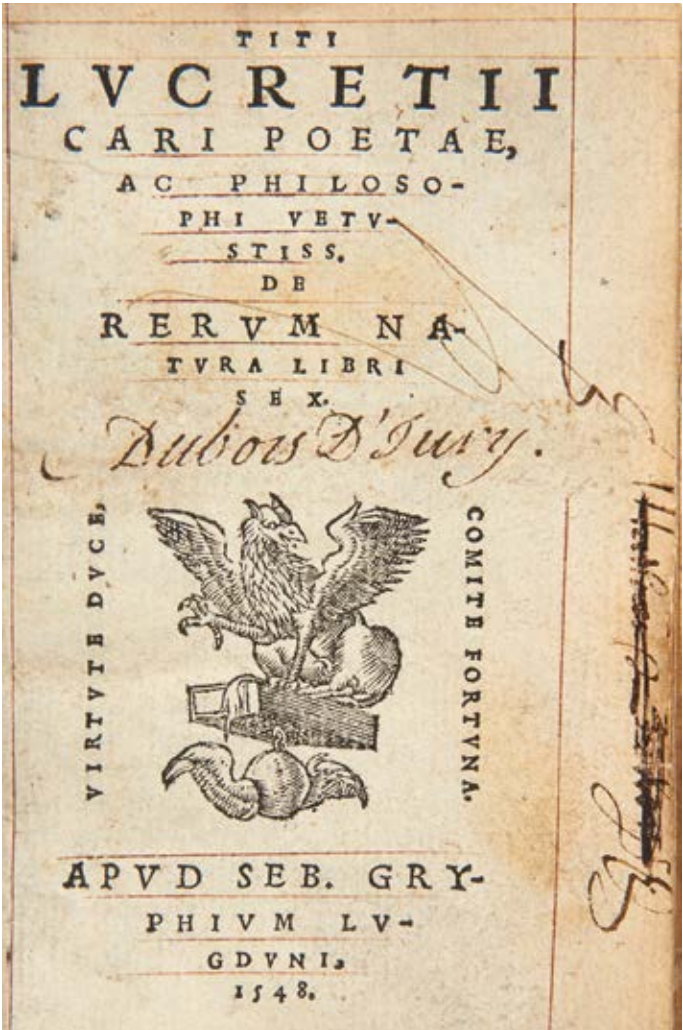 TITI
LVCRETII
CARI POETAE,
AC PHILOSO-
PHI VETV-
STISS.
DE
RERVM NA-
TVRA LIBRI
SEX.
Dubois D'Jury.
VIRTVTE DVCE,
COMITE FORTVNA.
APVD SEB. GRY-
PHIVM LV-
GDVNI,
1548.